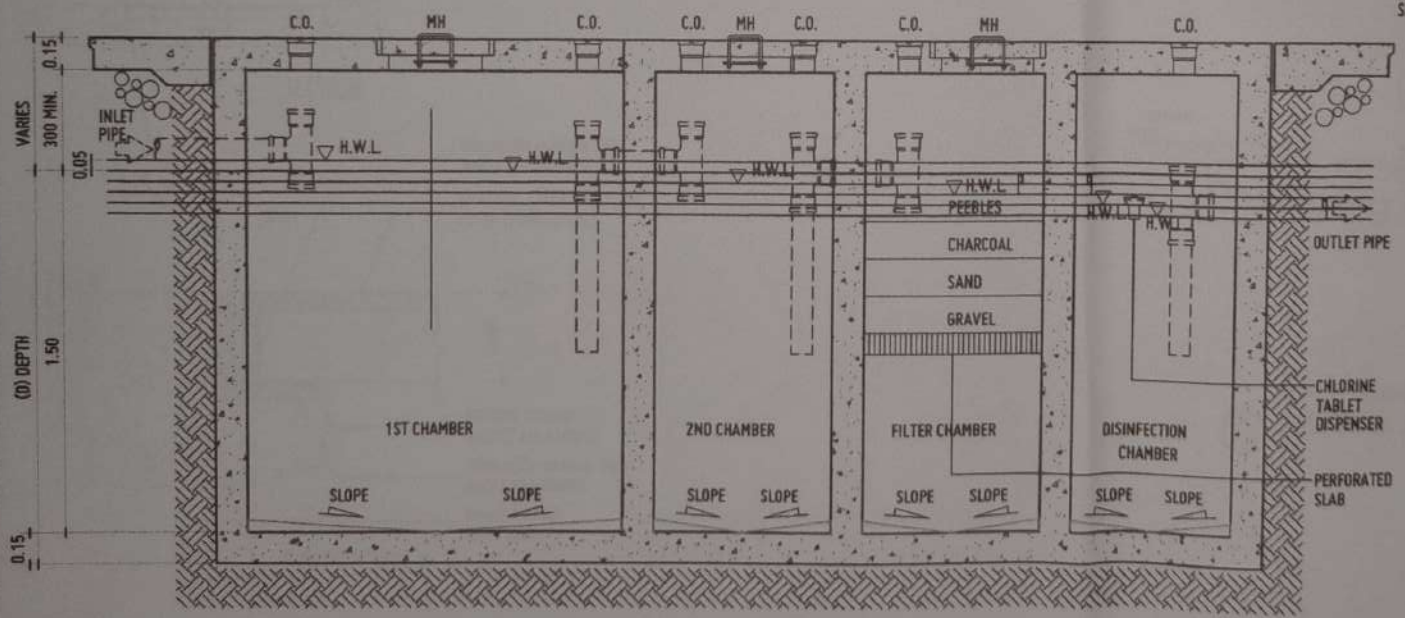 S
C.O.
MH
C.O.
C.O.
MH
C.O.
C.O.
MH
C.O.
0.15
VARIES
300 MIN.
INLET
PIPE
0.05
H.W.L.
H.W.L.
H.W.L.
H.W.L.
PEEBLES
H.W.L.
H.W.
OUTLET PIPE
CHARCOAL
SAND
GRAVEL
(D) DEPTH
1.50
CHLORINE
TABLET
DISPENSER
1ST CHAMBER
2ND CHAMBER
FILTER CHAMBER
DISINFECTION
CHAMBER
PERFORATED
SLAB
SLOPE
SLOPE
SLOPE
SLOPE
SLOPE
SLOPE
SLOPE
SLOPE
0.15